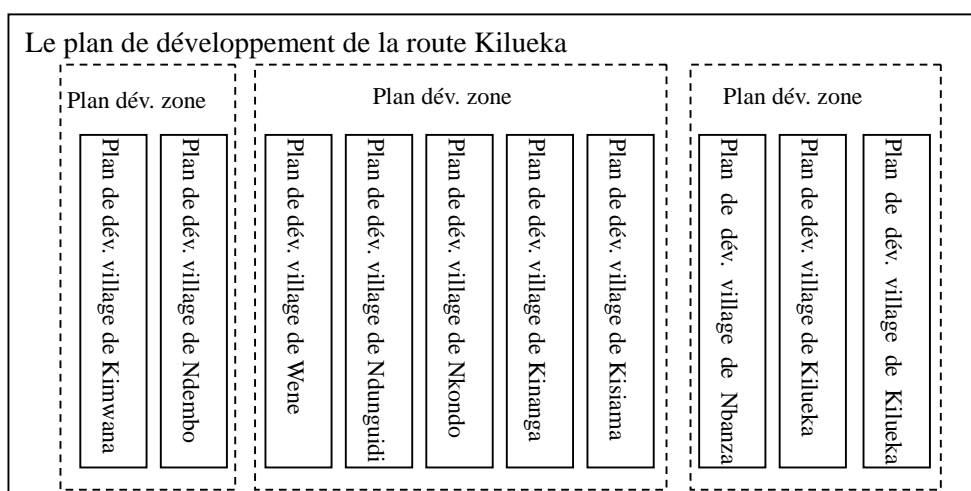 Le plan de développement de la route Kilueka
Plan dév. zone
Plan de dév. village de Kimwana
Plan de dév. village de Ndembo
Plan dév. zone
Plan de dév. village de Wene
Plan de dév. village de Ndunguidi
Plan de dév. village de Nkondo
Plan de dév. village de Kinanga
Plan de dév. village de Kisiama
Plan dév. zone
Plan de dév. village de Nbanza
Plan de dév. village de Kilueka
Plan de dév. village de Kilueka